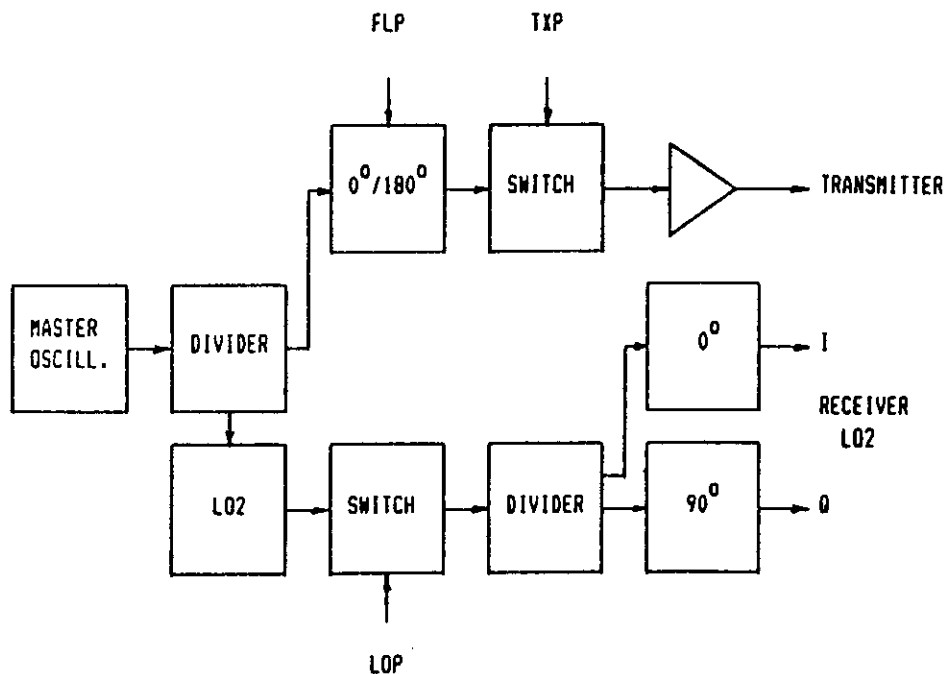 FLP
TXP
0°/180°
SWITCH
TRANSMITTER
MASTER
OSCILL.
DIVIDER
0°
I
RECEIVER
LO2
LO2
SWITCH
DIVIDER
90°
Q
LOP